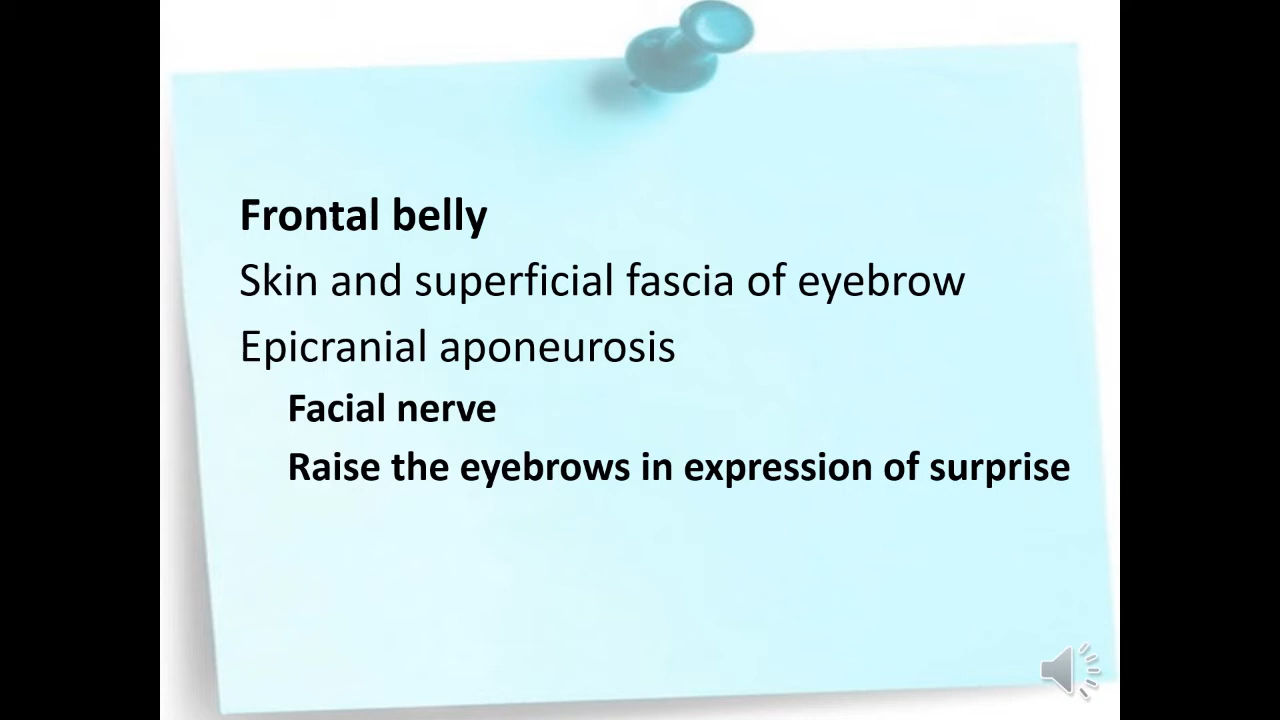 Frontal belly
Skin and superficial fascia of eyebrow
Epicranial aponeurosis
Facial nerve
Raise the eyebrows in expression of surprise